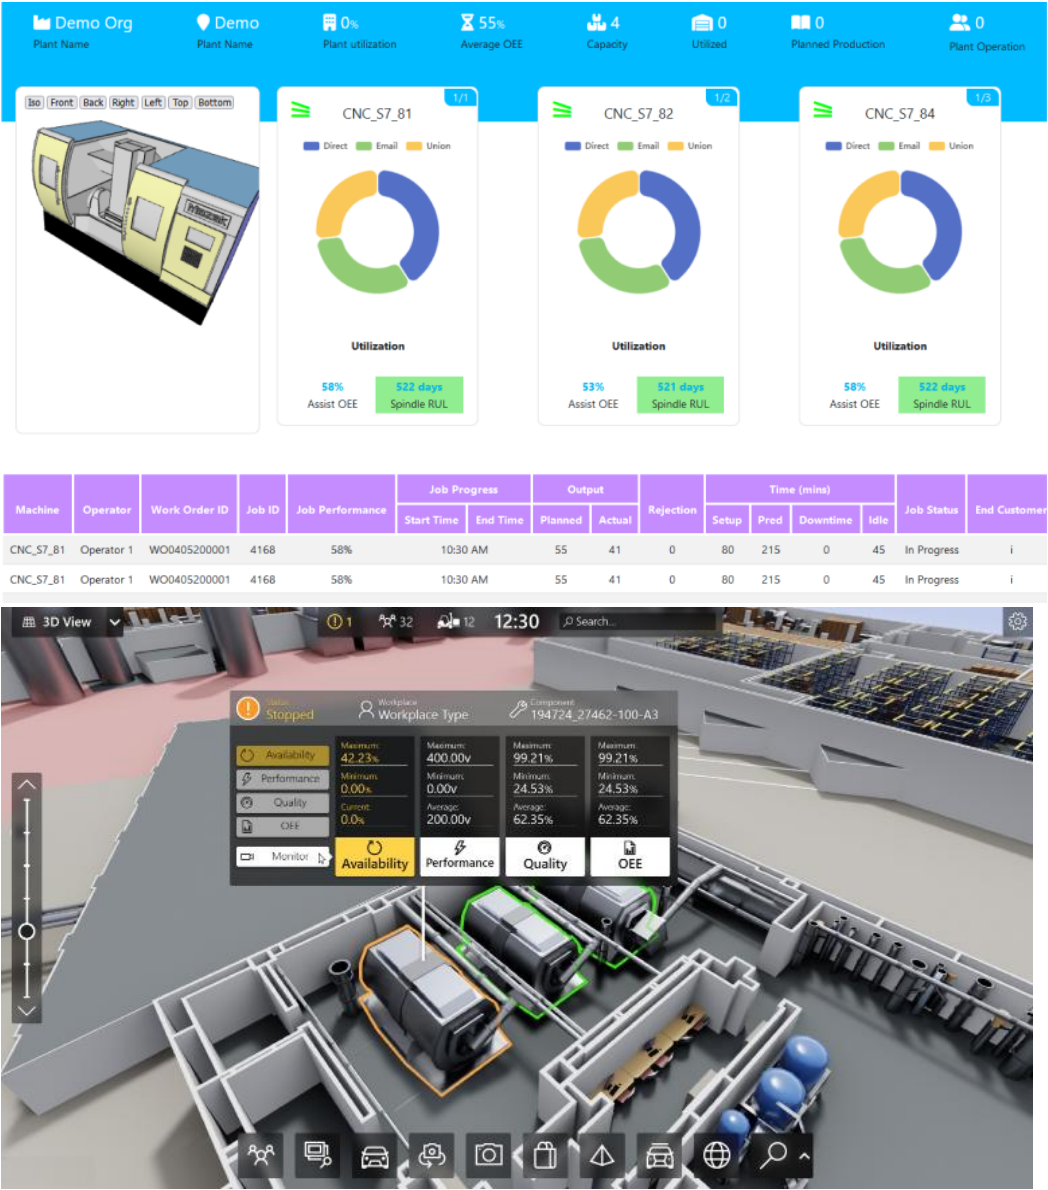 Demo Org
Plant Name
Demo
Plant Name
0%
Plant utilization
55%
Average OEE
4
Capacity
0
Utilized
0
Planned Production
0
Plant Operation
Iso Front Back Right Left Top Bottom
1/1
CNC_S7_81
Direct Email Union
Utilization
58%
Assist OEE
522 days
Spindle RUL
1/2
CNC_S7_82
Direct Email Union
Utilization
53%
Assist OEE
521 days
Spindle RUL
1/3
CNC_S7_84
Direct Email Union
Utilization
58%
Assist OEE
522 days
Spindle RUL
Machine Operator Work Order ID Job ID Job Performance Job Progress Output Rejection Time (mins) Job Status End Customer
Start Time End Time Planned Actual Setup Pred Downtime Idle
CNC_S7_81 Operator 1 WO0405200001 4168 58% 10:30 AM 55 41 0 80 215 0 45 In Progress i
CNC_S7_81 Operator 1 WO0405200001 4168 58% 10:30 AM 55 41 0 80 215 0 45 In Progress i
3D View
1 32 12 12:30 Search...
Status
Stopped
Workplace
Workplace Type
Component
194724_27462-100-A3
Availability
Performance
Quality
OEE
Monitor
Maximum:
42.23%
Minimum:
0.00%
Current:
0.0%
Availability
Maximum:
400.00v
Minimum:
0.00v
Average:
200.00v
Performance
Maximum:
99.21%
Minimum:
24.53%
Average:
62.35%
Quality
Maximum:
99.21%
Minimum:
24.53%
Average:
62.35%
OEE